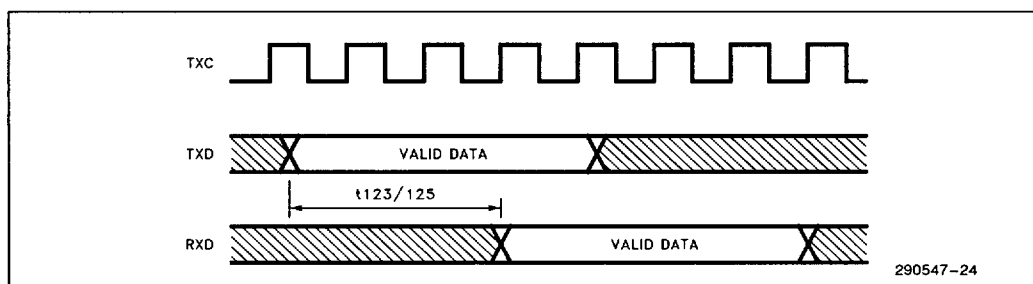 TXC
TXD
VALID DATA
t123/125
RXD
VALID DATA
290547-24